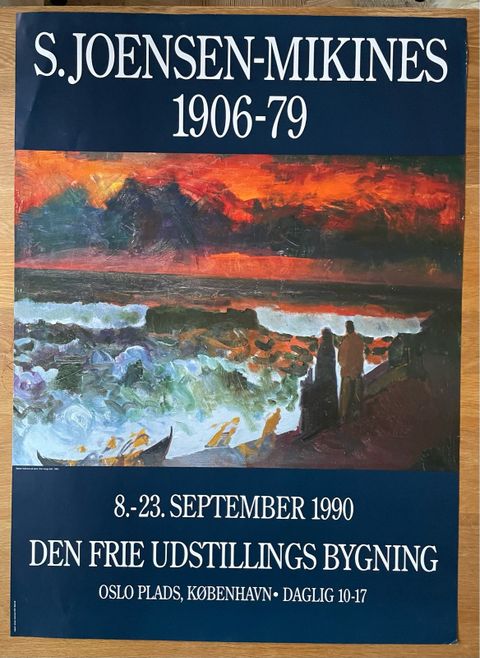 S. JOENSEN-MIKINES
1906-79
8.-23. SEPTEMBER 1990
DEN FRIE UDSTILLINGS BYGNING
OSLO PLADS, KØBENHAVN • DAGLIG 10-17